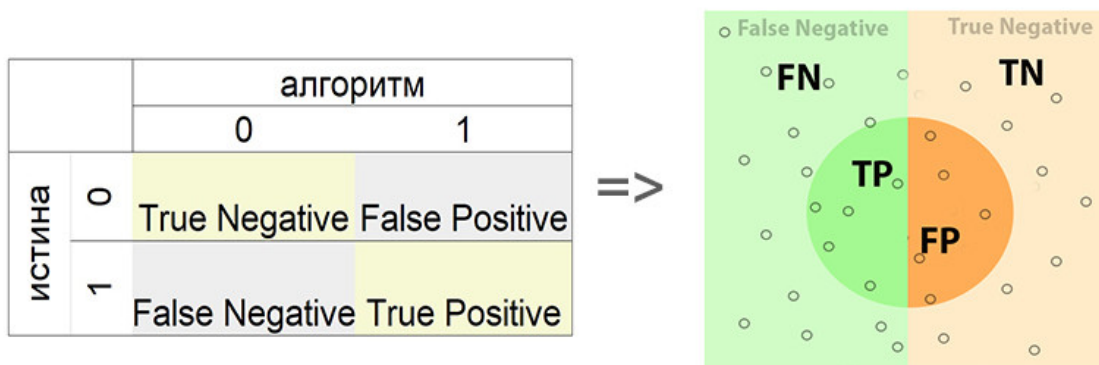 алгоритм
0 1
истина
0
True Negative False Positive
1
False Negative True Positive
=>
False Negative True Negative
FN TN
TP
FP